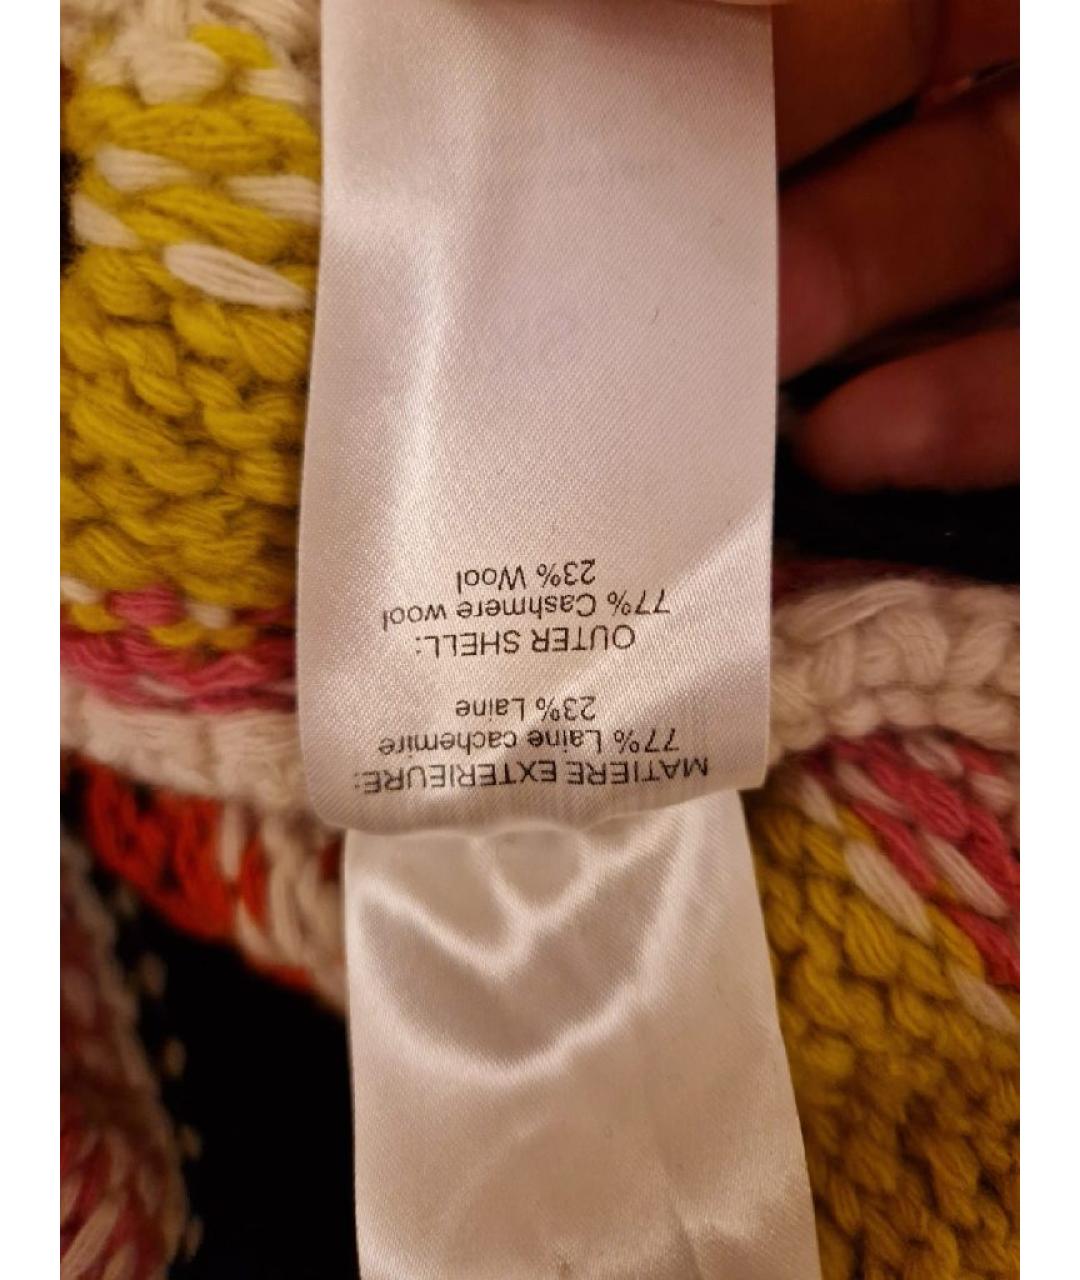 MATIERE EXTERIEURE:
77% Laine cachemire
23% Laine
OUTER SHELL:
77% Cashmere wool
23% Wool